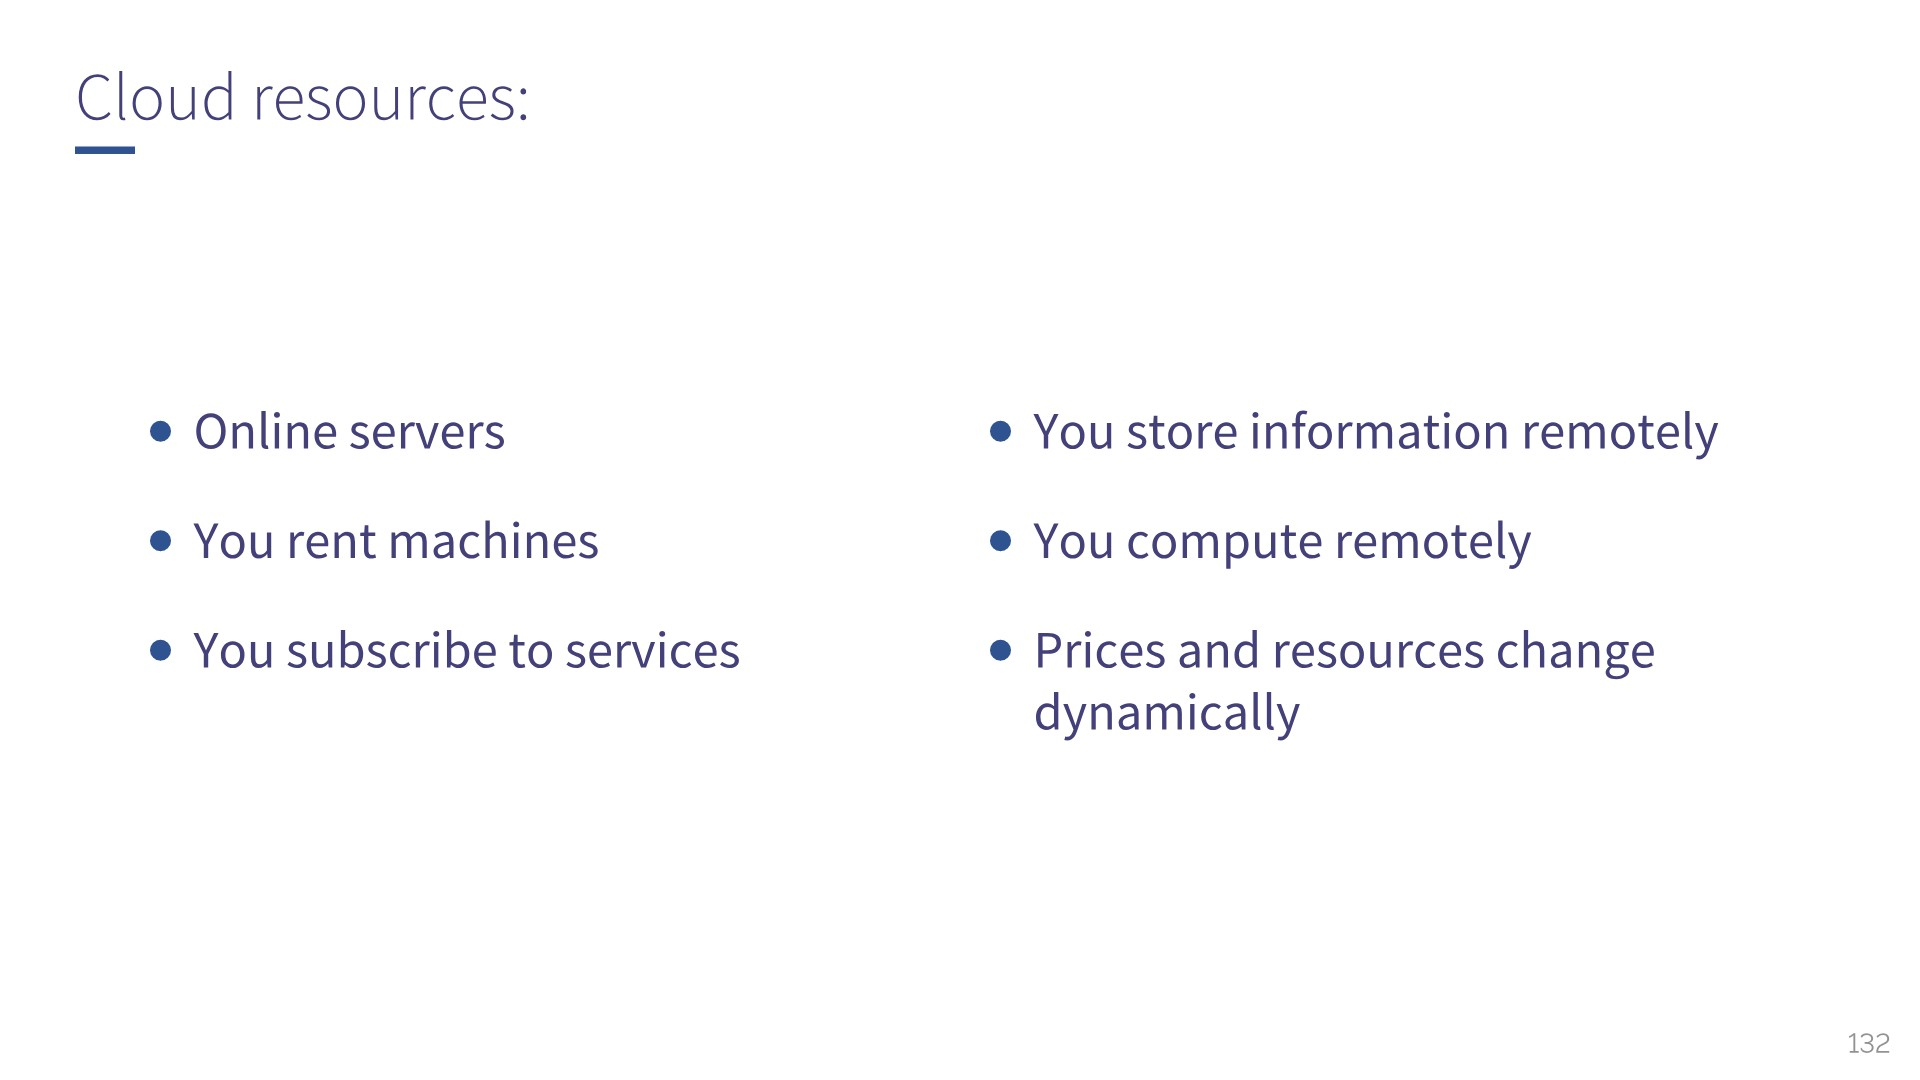 Cloud resources:
● Online servers
● You rent machines
● You subscribe to services
● You store information remotely
● You compute remotely
● Prices and resources change
dynamically
132